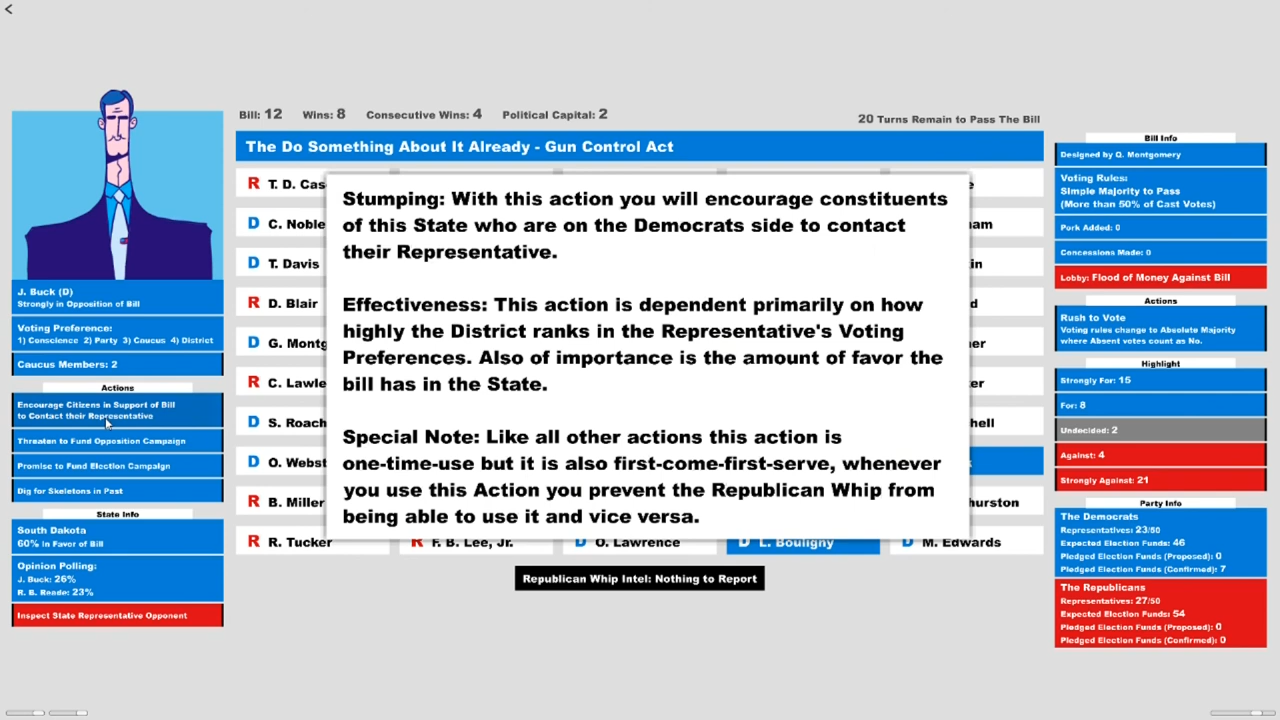 Bill: 12 Wins: 8 Consecutive Wins: 4 Political Capital: 2
20 Turns Remain to Pass The Bill
The Do Something About It Already - Gun Control Act
J. Buck (D)
Strongly in Opposition of Bill
Voting Preference:
1) Conscience 2) Party 3) Caucus 4) District
Caucus Members: 2
Actions
Encourage Citizens in Support of Bill
to Contact their Representative
Threaten to Fund Opposition Campaign
Promise to Fund Election Campaign
Dig for Skeletons in Past
State Info
South Dakota
60% In Favor of Bill
Opinion Polling:
J. Buck: 26%
R. B. Reade: 23%
Inspect State Representative Opponent
R T. D. Cas
D C. Noble
D T. Davis
R D. Blair
D G. Montg
R C. Lawle
D S. Roach
D O. Webst
R B. Miller
R R. Tucker
R F. B. Lee, Jr.
D O. Lawrence
D L. Bouligny
D M. Edwards
Stumping: With this action you will encourage constituents
of this State who are on the Democrats side to contact
their Representative.
Effectiveness: This action is dependent primarily on how
highly the District ranks in the Representative's Voting
Preferences. Also of importance is the amount of favor the
bill has in the State.
Special Note: Like all other actions this action is
one-time-use but it is also first-come-first-serve, whenever
you use this Action you prevent the Republican Whip from
being able to use it and vice versa.
Republican Whip Intel: Nothing to Report
Bill Info
Designed by Q. Montgomery
Voting Rules:
Simple Majority to Pass
(More than 50% of Cast Votes)
Pork Added: 0
Concessions Made: 0
Lobby: Flood of Money Against Bill
Actions
Rush to Vote
Voting rules change to Absolute Majority
where Absent votes count as No.
Highlight
Strongly For: 15
For: 8
Undecided: 2
Against: 4
Strongly Against: 21
Party Info
The Democrats
Representatives: 23/50
Expected Election Funds: 46
Pledged Election Funds (Proposed): 0
Pledged Election Funds (Confirmed): 7
The Republicans
Representatives: 27/50
Expected Election Funds: 54
Pledged Election Funds (Proposed): 0
Pledged Election Funds (Confirmed): 0